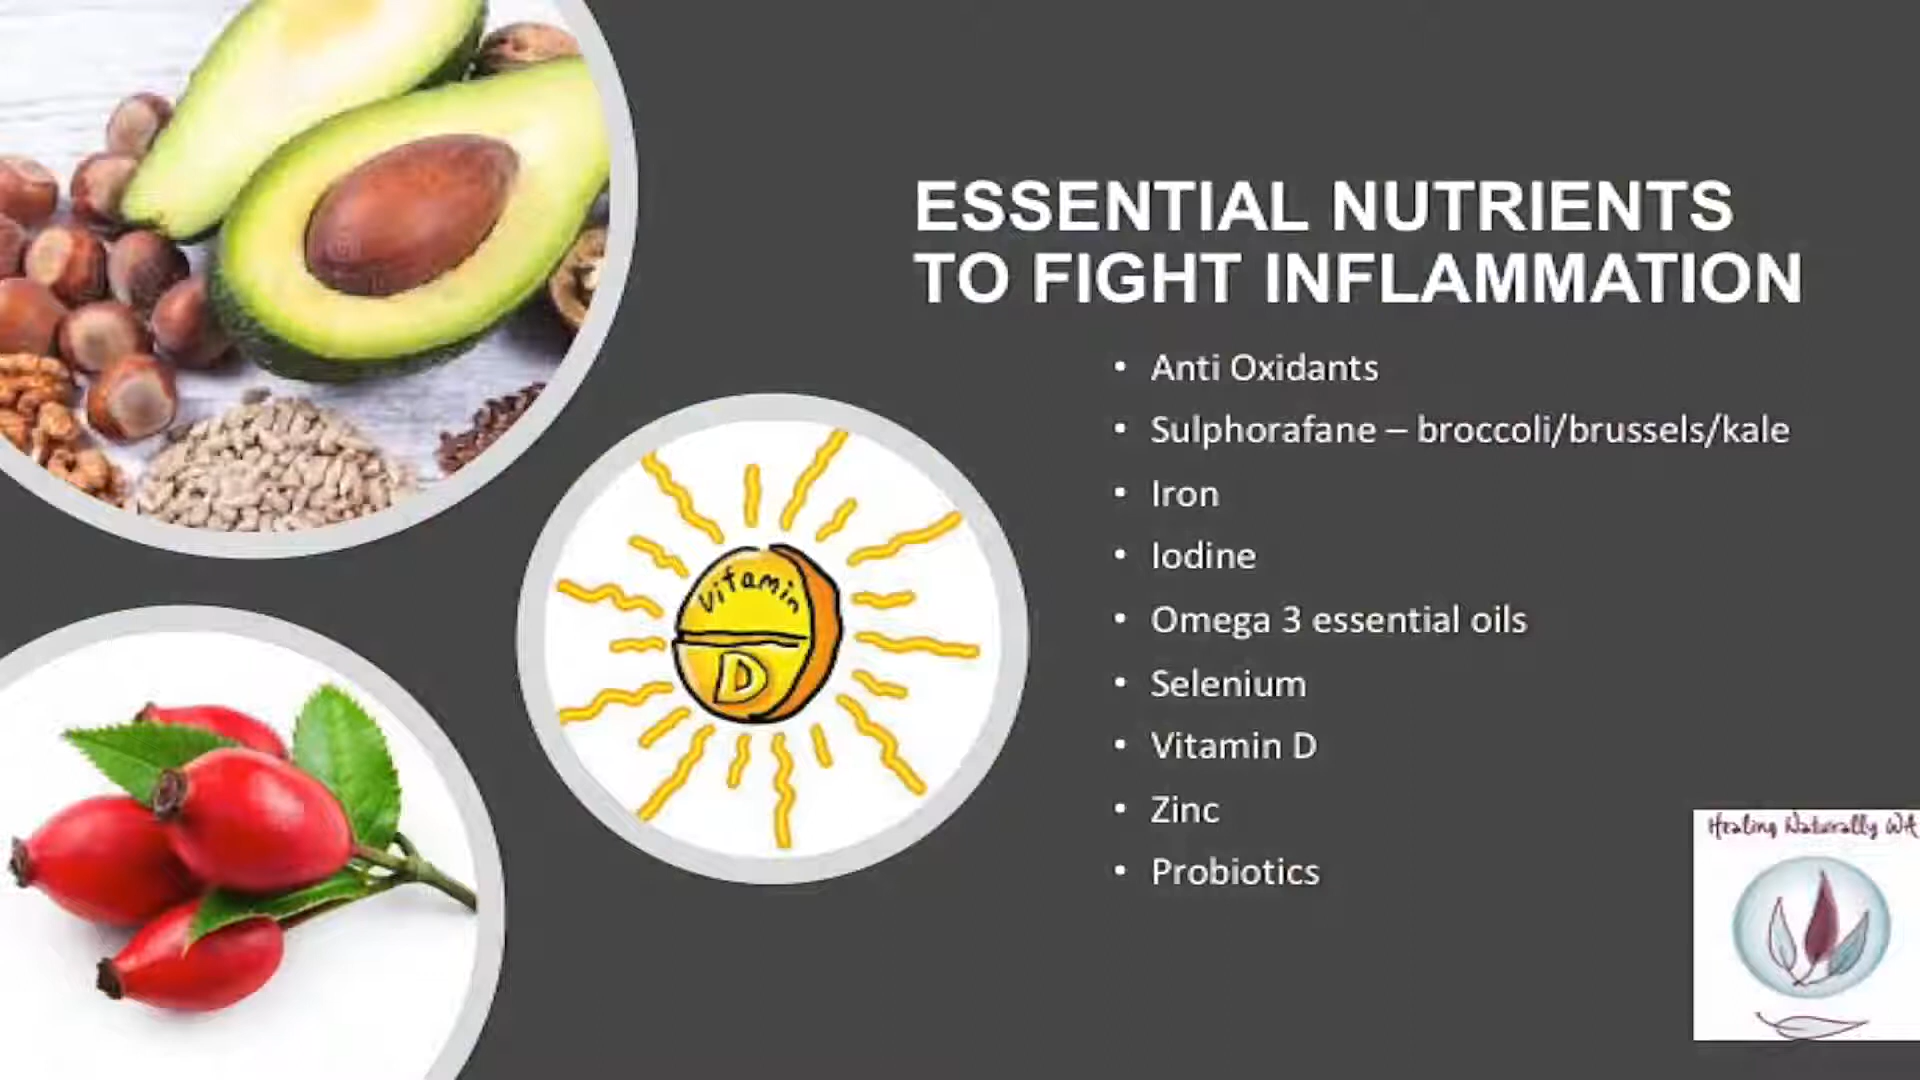 ESSENTIAL NUTRIENTS
TO FIGHT INFLAMMATION
• Anti Oxidants
• Sulphorafane – broccoli/brussels/kale
• Iron
• Iodine
• Omega 3 essential oils
• Selenium
• Vitamin D
• Zinc
• Probiotics
Vitamin
D
Healing Naturally WA